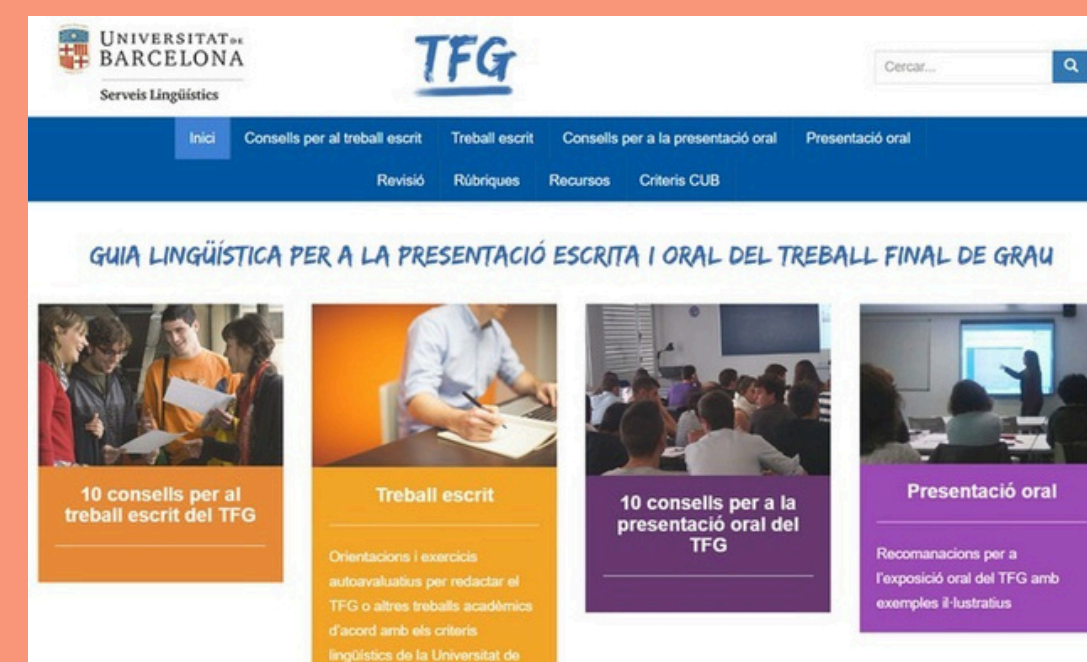 UNIVERSITAT DE
BARCELONA
Serveis Lingüístics
TFG
Cercar...
Inici
Consells per al treball escrit
Treball escrit
Consells per a la presentació oral
Presentació oral
Revisió
Rúbriques
Recursos
Criteris CUB
GUIA LINGÜÍSTICA PER A LA PRESENTACIÓ ESCRITA I ORAL DEL TREBALL FINAL DE GRAU
10 consells per al
treball escrit del TFG
Treball escrit
Orientacions i exercicis
autoavaluatius per redactar el
TFG o altres treballs acadèmics
d'acord amb els criteris
lingüístics de la Universitat de
10 consells per a la
presentació oral del
TFG
Presentació oral
Recomanacions per a
l'exposició oral del TFG amb
exemples il·lustratius